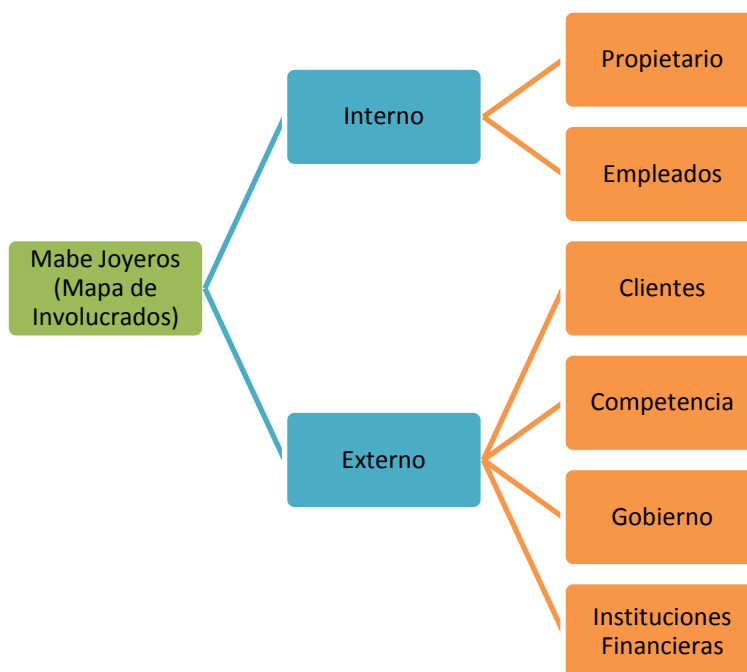 Mabe Joyeros
(Mapa de
Involucrados)
Interno
Propietario
Empleados
Externo
Clientes
Competencia
Gobierno
Instituciones
Financieras